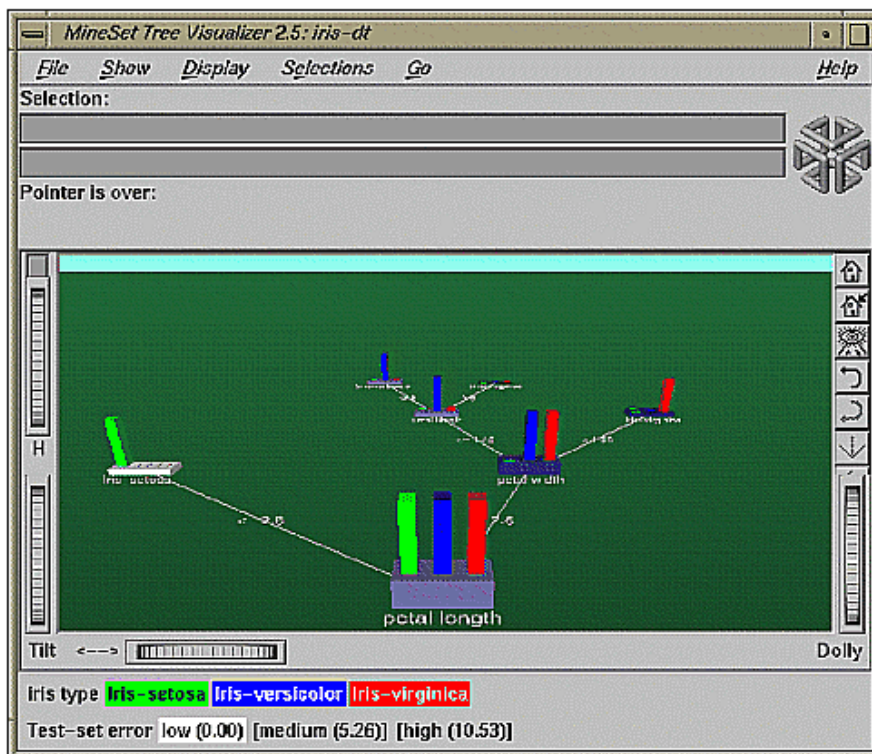 MineSet Tree Visualizer 2.5: iris-dt
File Show Display Selections Go Help
Selection:
Pointer is over:
Iris-setosa
petal width
petal length
H
Tilt <---> Dolly
iris type Iris-setosa Iris-versicolor Iris-virginica
Test-set error low (0.00) [medium (5.26)] [high (10.53)]